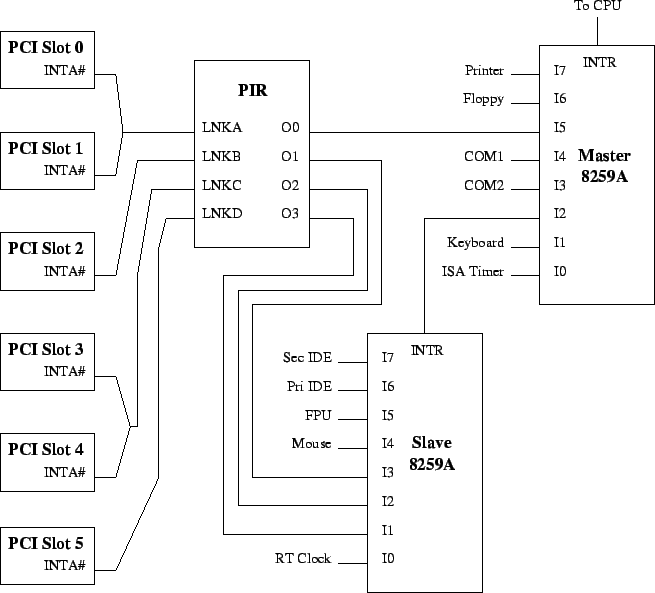 To CPU
PCI Slot 0
INTA#
PCI Slot 1
INTA#
PCI Slot 2
INTA#
PCI Slot 3
INTA#
PCI Slot 4
INTA#
PCI Slot 5
INTA#
PIR
LNKA O0
LNKB O1
LNKC O2
LNKD O3
INTR
Printer I7
Floppy I6
I5
COM1 I4
COM2 I3
I2
Keyboard I1
ISA Timer I0
Master
8259A
INTR
Sec IDE I7
Pri IDE I6
FPU I5
Mouse I4
I3
I2
I1
RT Clock I0
Slave
8259A